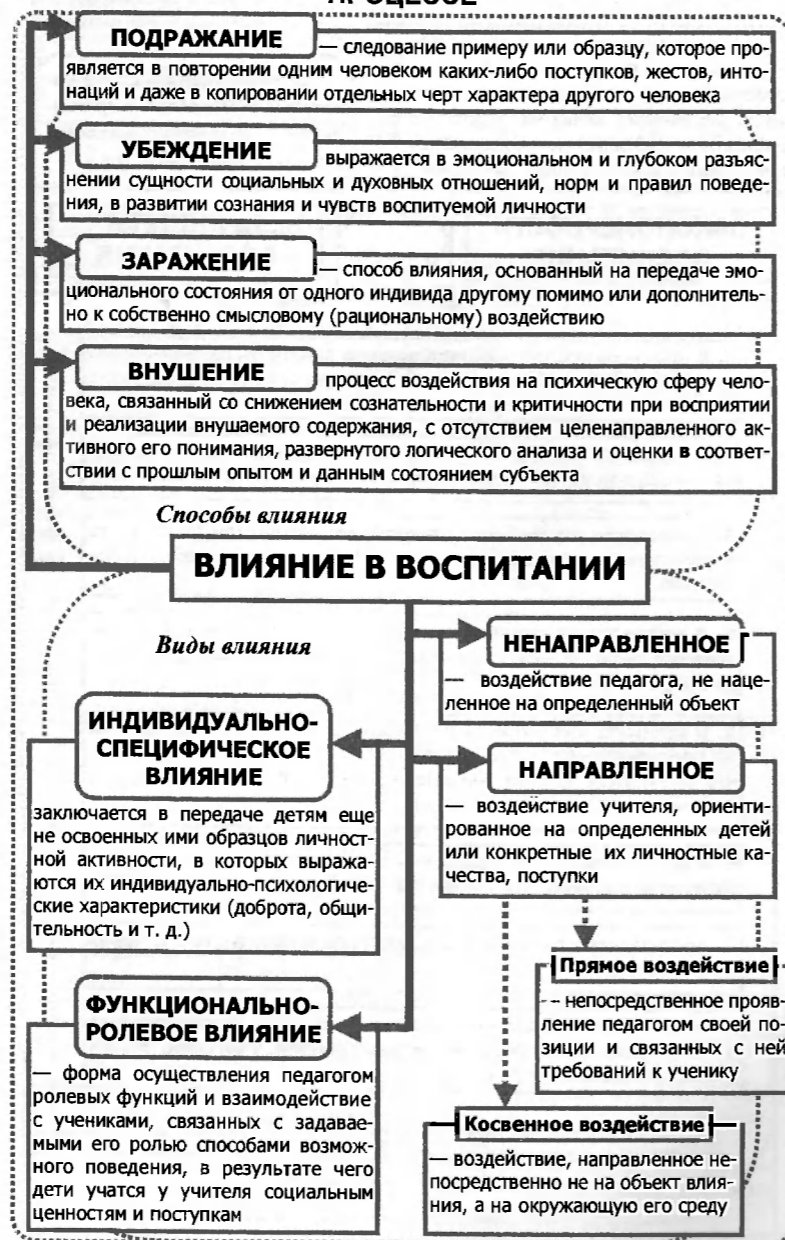 ПРОЦЕССЕ
ПОДРАЖАНИЕ — следование примеру или образцу, которое про-
является в повторении одним человеком каких-либо поступков, жестов, инто-
наций и даже в копировании отдельных черт характера другого человека
УБЕЖДЕНИЕ выражается в эмоциональном и глубоком разъяс-
нении сущности социальных и духовных отношений, норм и правил поведе-
ния, в развитии сознания и чувств воспитуемой личности
ЗАРАЖЕНИЕ — способ влияния, основанный на передаче эмо-
ционального состояния от одного индивида другому помимо или дополнитель-
но к собственно смысловому (рациональному) воздействию
ВНУШЕНИЕ процесс воздействия на психическую сферу чело-
века, связанный со снижением сознательности и критичности при восприятии
и реализации внушаемого содержания, с отсутствием целенаправленного ак-
тивного его понимания, развернутого логического анализа и оценки в соответ-
ствии с прошлым опытом и данным состоянием субъекта
Способы влияния
ВЛИЯНИЕ В ВОСПИТАНИИ
Виды влияния
НЕНАПРАВЛЕННОЕ
— воздействие педагога, не наце-
ленное на определенный объект
ИНДИВИДУАЛЬНО-
СПЕЦИФИЧЕСКОЕ
ВЛИЯНИЕ
заключается в передаче детям еще
не освоенных ими образцов личност-
ной активности, в которых выража-
ются их индивидуально-психологиче-
ские характеристики (доброта, общи-
тельность и т. д.)
НАПРАВЛЕННОЕ
— воздействие учителя, ориенти-
рованное на определенных детей
или конкретные их личностные ка-
чества, поступки
Прямое воздействие
-- непосредственное прояв-
ление педагогом своей по-
зиции и связанных с ней
требований к ученику
ФУНКЦИОНАЛЬНО-
РОЛЕВОЕ ВЛИЯНИЕ
— форма осуществления педагогом
ролевых функций и взаимодействие
с учениками, связанных с задавае-
мыми его ролью способами возмож-
ного поведения, в результате чего
дети учатся у учителя социальным
ценностям и поступкам
Косвенное воздействие
— воздействие, направленное не-
посредственно не на объект влия-
ния, а на окружающую его среду